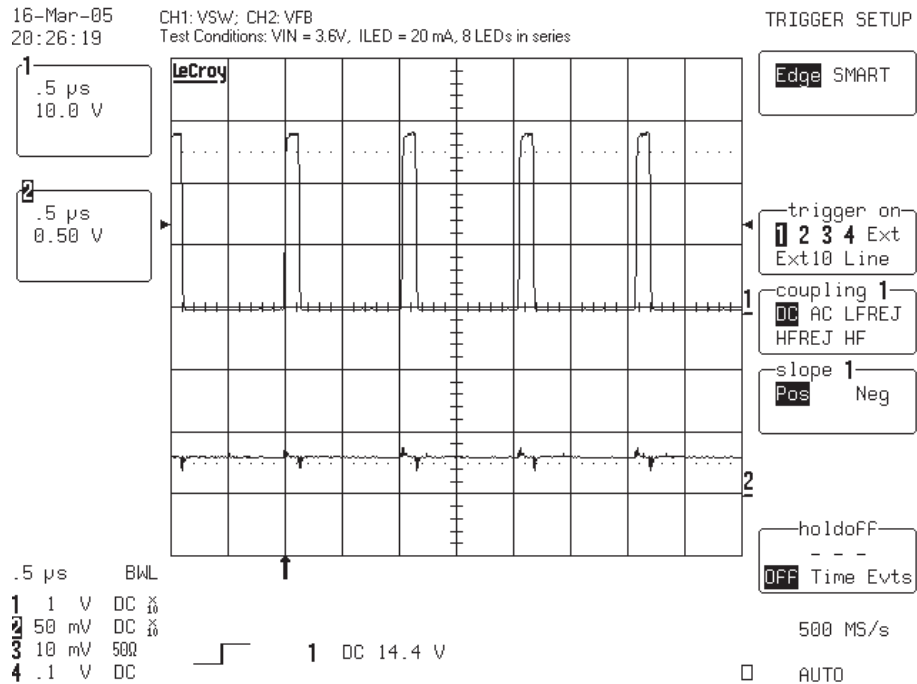 16-Mar-05
20:26:19
CH1: VSW; CH2: VFB
Test Conditions: VIN = 3.6V, ILED = 20 mA, 8 LEDs in series
TRIGGER SETUP
1
.5 µs
10.0 V
LeCroy
Edge SMART
2
.5 µs
0.50 V
trigger on
1 2 3 4 Ext
Ext10 Line
1
coupling 1
DC AC LFREJ
HFREJ HF
slope 1
Pos Neg
2
holdoff
- - -
OFF Time Evts
.5 µs BWL
1 1 V DC X10
2 50 mV DC X10
3 10 mV 50Ω
4 .1 V DC
1 DC 14.4 V
500 MS/s
AUTO